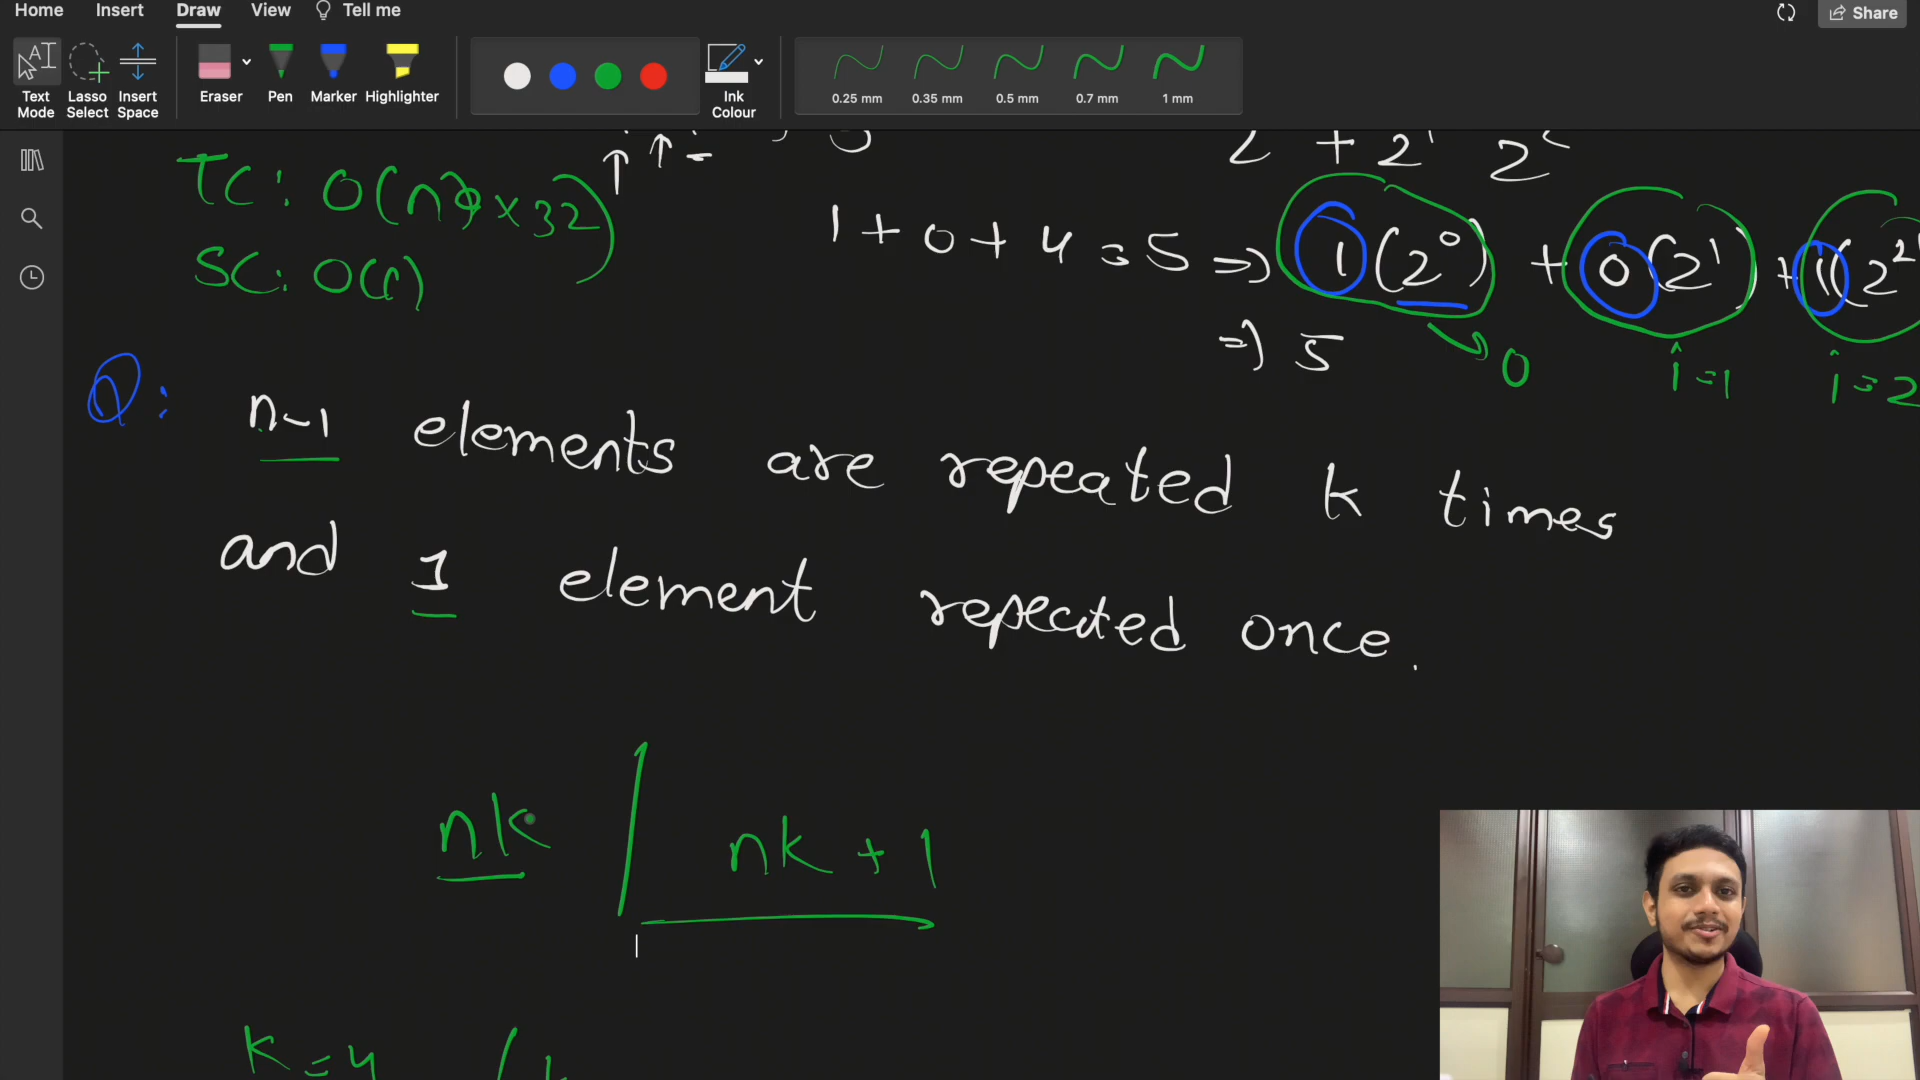 Home Insert Draw View Tell me Share
Text Mode Lasso Select Insert Space Eraser Pen Marker Highlighter Ink Colour 0.25 mm 0.35 mm 0.5 mm 0.7 mm 1 mm
2 + 2¹ 2²
TC: O(n × 32)
1 + 0 + 4 = 5 => 1(2⁰) + 0(2¹) + 1(2²
SC: O(1)
=> 5 0 i=1 i=2
Q: n-1 elements are repeated k times
and 1 element repeated once.
nk | nk + 1
k = 4